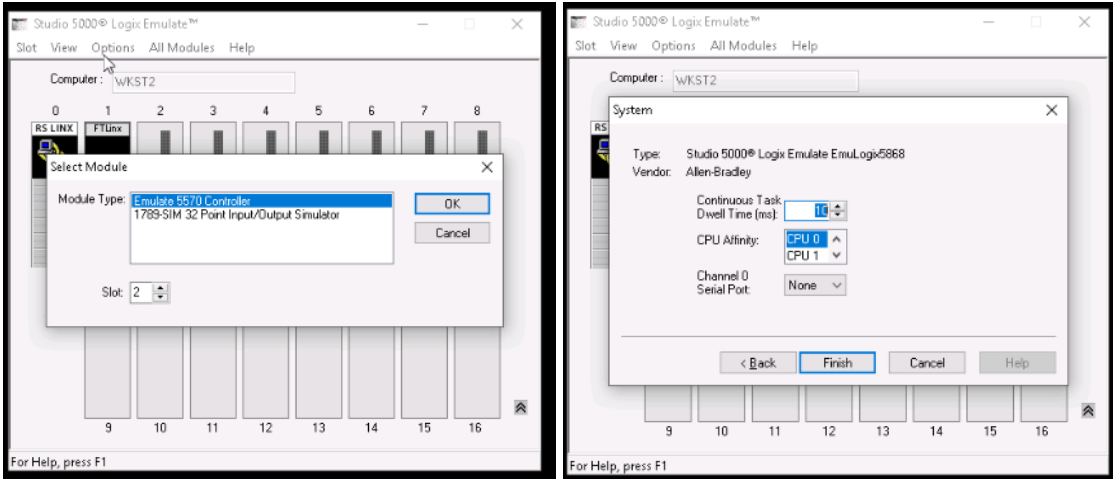 Studio 5000® Logix Emulate™
Slot View Options All Modules Help
Computer : WKST2
0 1 2 3 4 5 6 7 8
RS LINX FTLinx
Select Module
Module Type: Emulate 5570 Controller
1789-SIM 32 Point Input/Output Simulator
OK
Cancel
Slot: 2
9 10 11 12 13 14 15 16
For Help, press F1
Studio 5000® Logix Emulate™
Slot View Options All Modules Help
Computer : WKST2
RS
System
Type: Studio 5000® Logix Emulate EmuLogix5868
Vendor: Allen-Bradley
Continuous Task
Dwell Time (ms): 10
CPU Affinity: CPU 0
CPU 1
Channel 0
Serial Port: None
< Back Finish Cancel Help
9 10 11 12 13 14 15 16
For Help, press F1